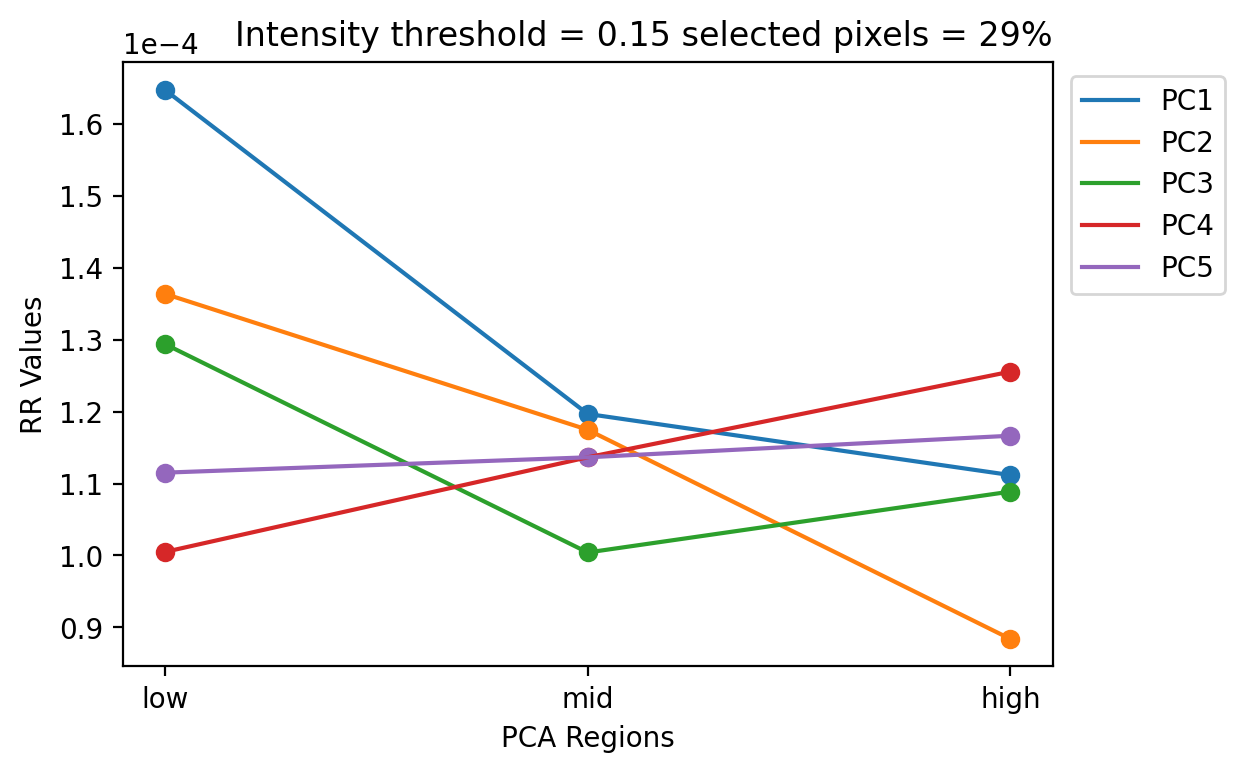 Intensity threshold = 0.15 selected pixels = 29%
1e−4
1.6
1.5
1.4
1.3
1.2
1.1
1.0
0.9
RR Values
low
mid
high
PCA Regions
PC1
PC2
PC3
PC4
PC5